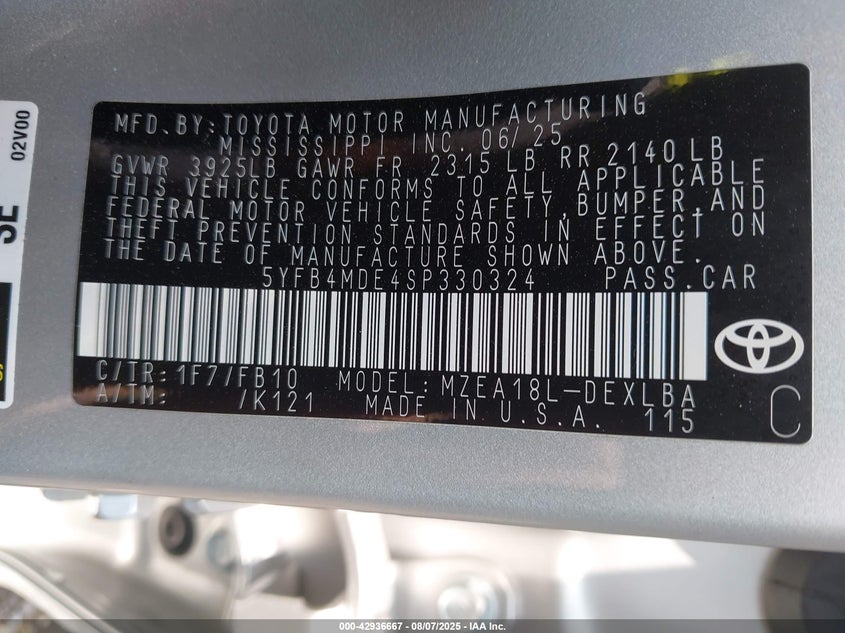 MFD.BY:TOYOTA MOTOR MANUFACTURING
MISSISSIPPI INC. 06/25
GVWR 3925LB GAWR FR 2315 LB RR 2140 LB
THIS VEHICLE CONFORMS TO ALL APPLICABLE
FEDERAL MOTOR VEHICLE SAFETY,BUMPER,AND
THEFT PREVENTION STANDARDS IN EFFECT ON
THE DATE OF MANUFACTURE SHOWN ABOVE.
5YFB4MDE4SP330324 PASS.CAR
C/TR:1F7/FB10 MODEL:MZEA18L-DEXLBA
A/TM: /K121 MADE IN U.S.A. 115
C
02V00
000-42936667 - 08/07/2025 - IAA Inc.